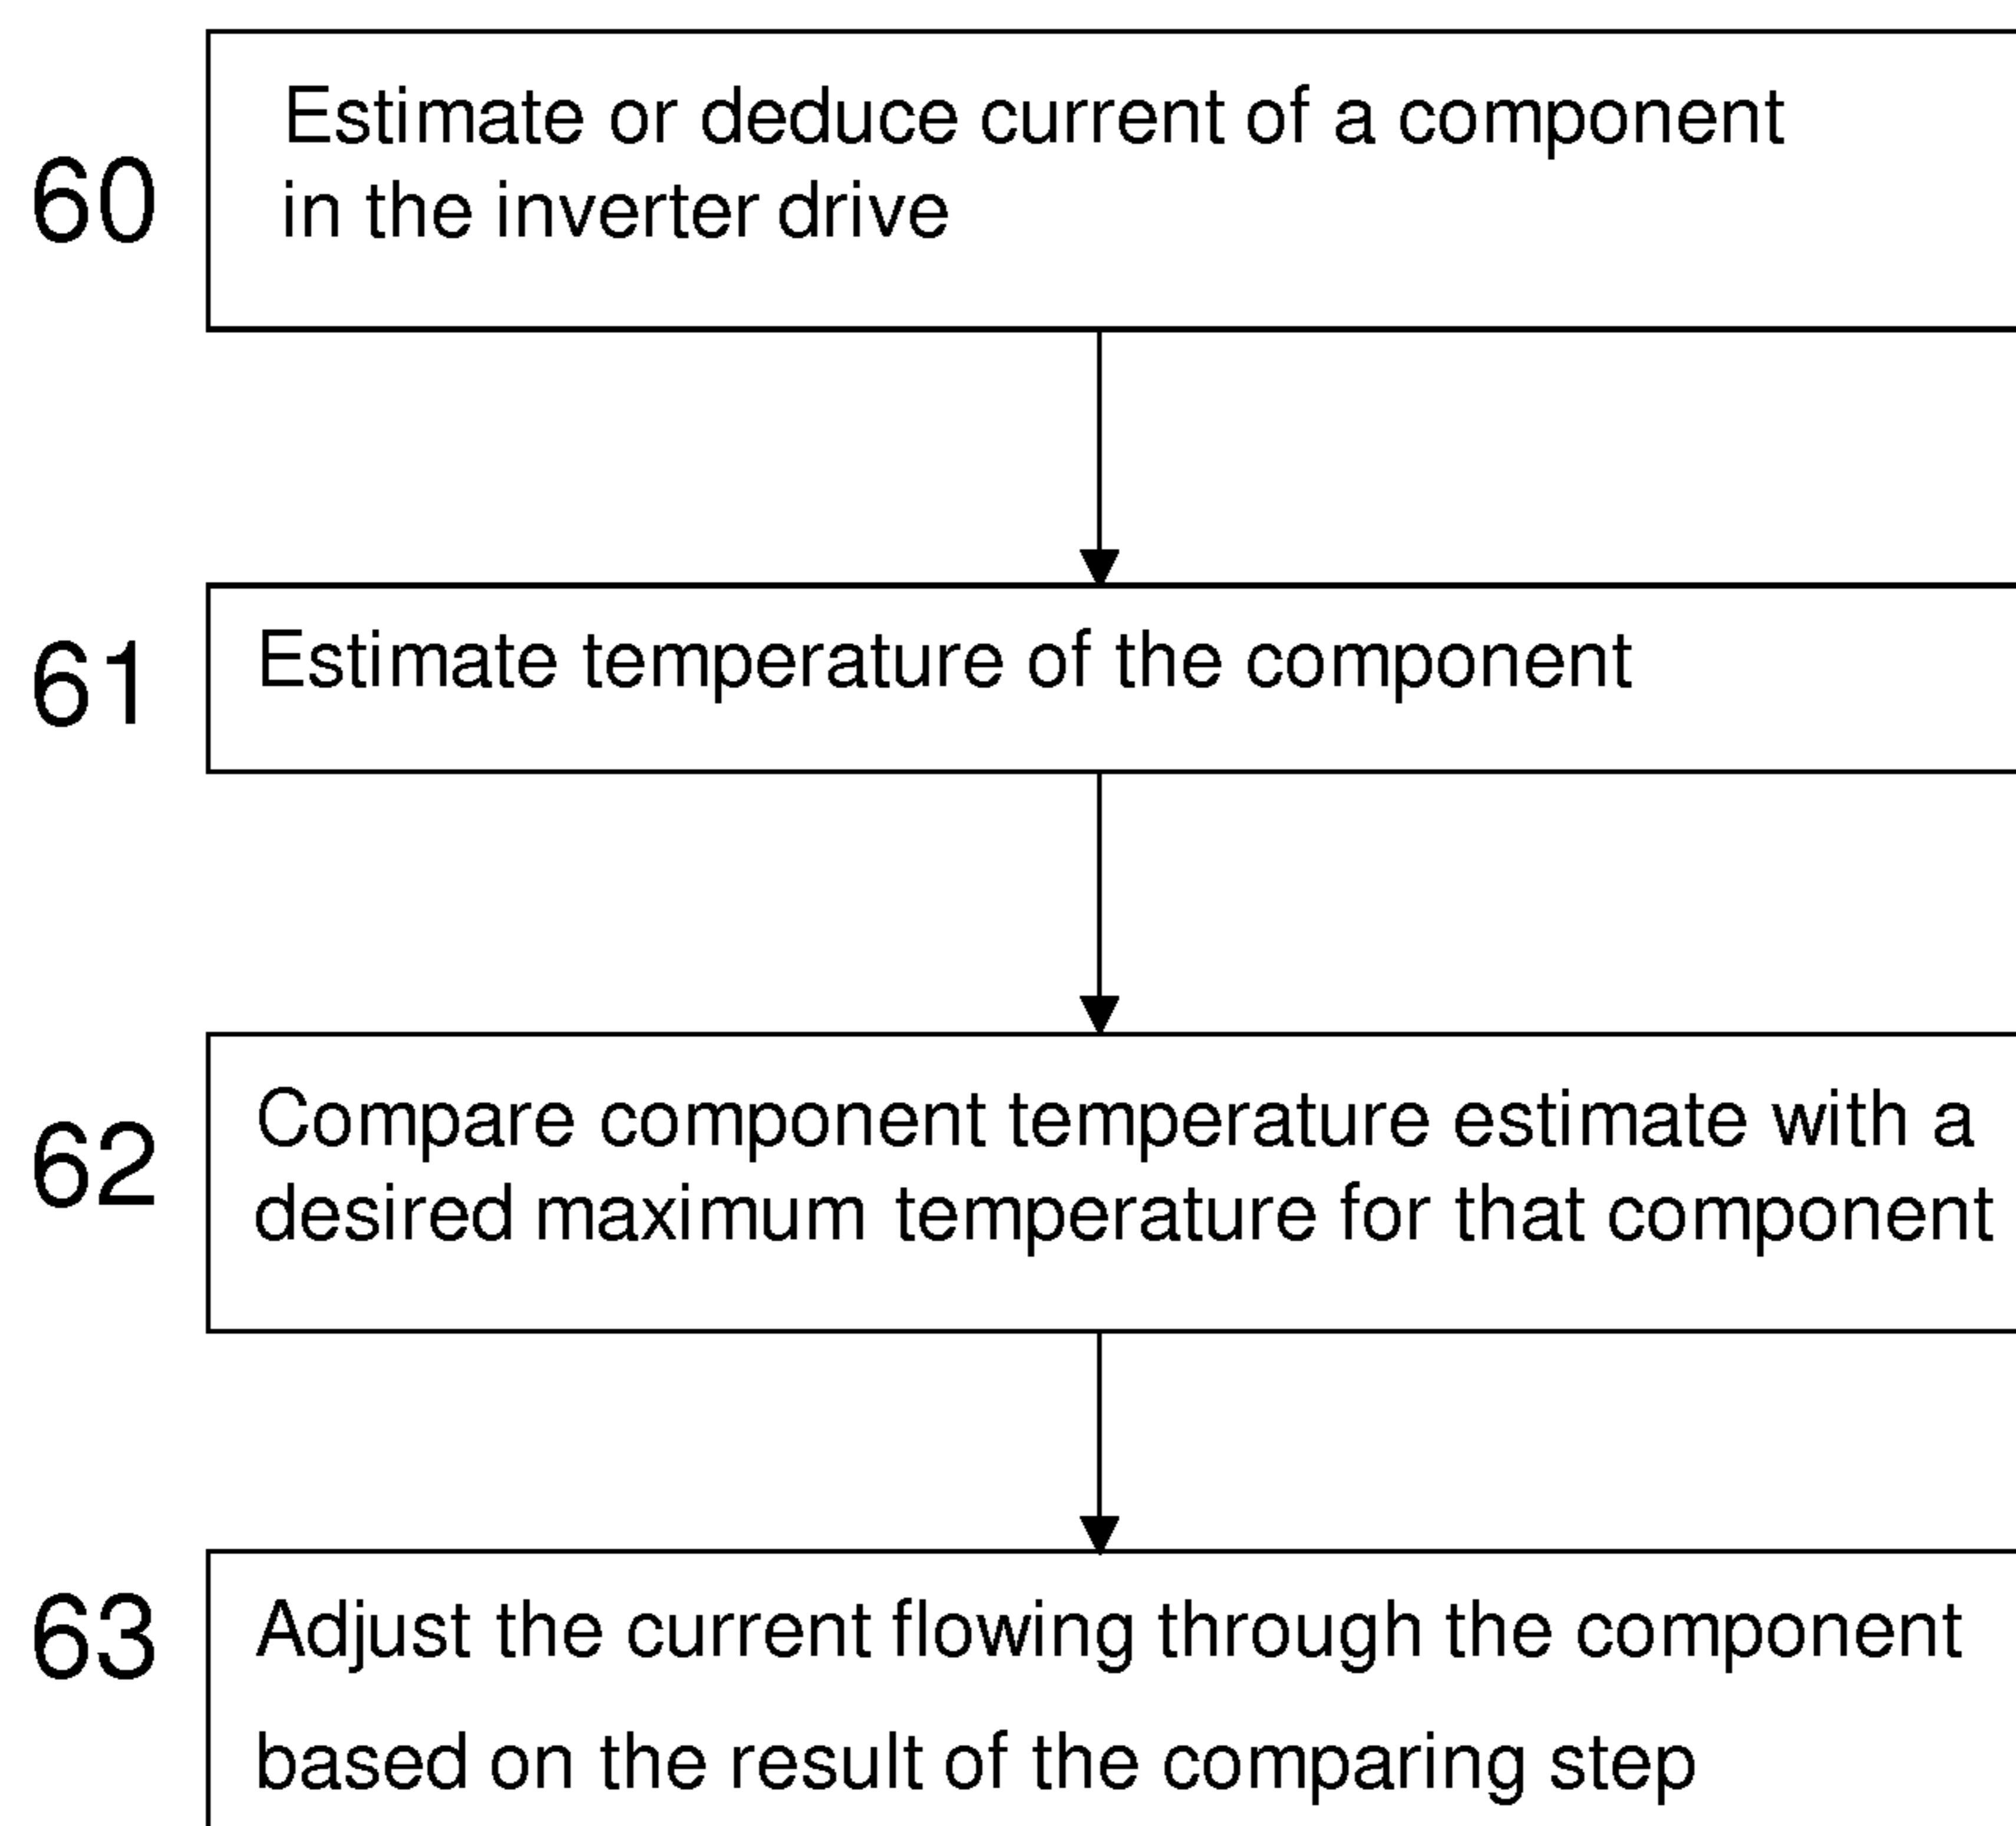 60
Estimate or deduce current of a component
in the inverter drive
61
Estimate temperature of the component
62
Compare component temperature estimate with a
desired maximum temperature for that component
63
Adjust the current flowing through the component
based on the result of the comparing step